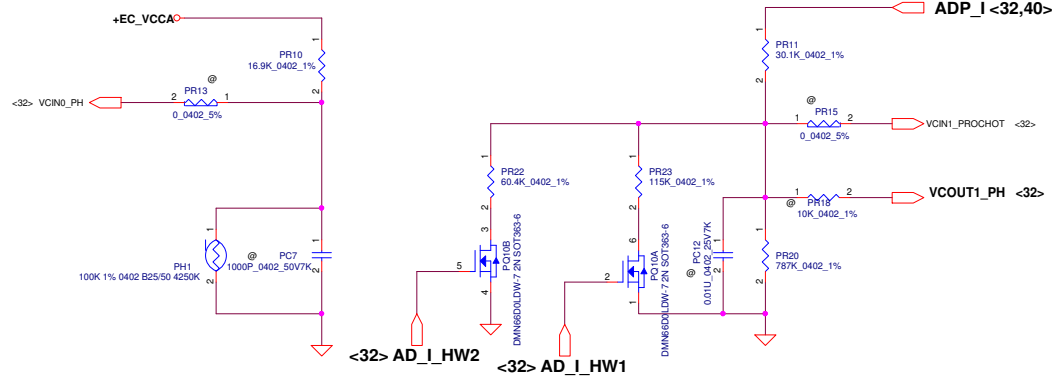 +EC_VCCA
ADP_I <32,40>
1
PR10
16.9K_0402_1%
2
1
PR11
30.1K_0402_1%
2
@
<32> VCIN0_PH
2
PR13
1
0_0402_5%
@
1
PR15
2
0_0402_5%
VCIN1_PROCHOT <32>
1
PR22
60.4K_0402_1%
2
1
PR23
115K_0402_1%
2
@
1
PR18
2
10K_0402_1%
VCOUT1_PH <32>
1
PH1
100K 1% 0402 B25/50 4250K
2
@
1
PC7
1000P_0402_50V7K
2
3
5
4
PQ10B
DMN66D0LDW-7 2N SOT363-6
6
2
1
PQ10A
DMN66D0LDW-7 2N SOT363-6
@
1
PC12
0.01U_0402_25V7K
2
1
PR20
787K_0402_1%
2
<32> AD_I_HW2
<32> AD_I_HW1